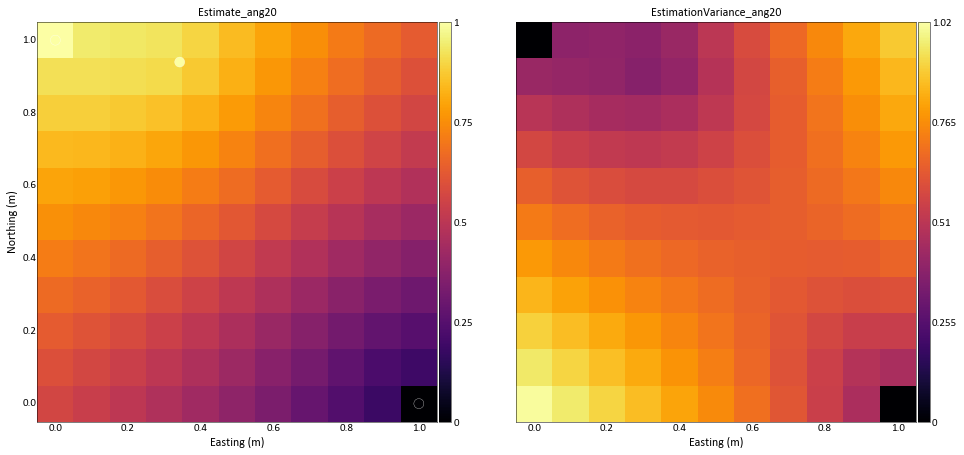 Estimate_ang20
EstimationVariance_ang20
1.0
0.8
0.6
0.4
0.2
0.0
Northing (m)
0.0 0.2 0.4 0.6 0.8 1.0
Easting (m)
1
0.75
0.5
0.25
0
0.0 0.2 0.4 0.6 0.8 1.0
Easting (m)
1.02
0.765
0.51
0.255
0